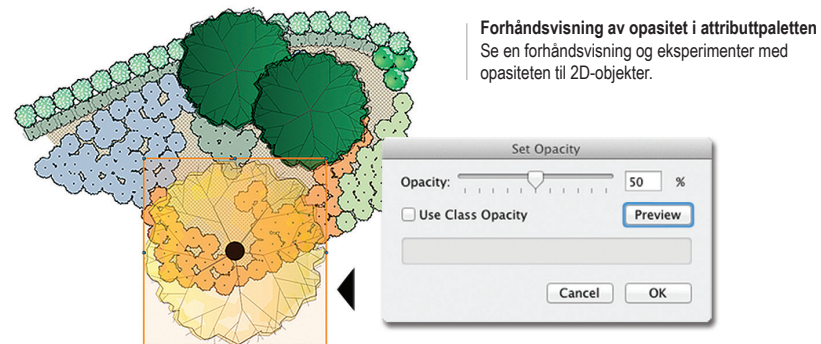 Forhåndsvisning av opasitet i attributtpaletten
Se en forhåndsvisning og eksperimenter med
opasiteten til 2D-objekter.
Set Opacity
Opacity: 50 %
Use Class Opacity Preview
Cancel OK